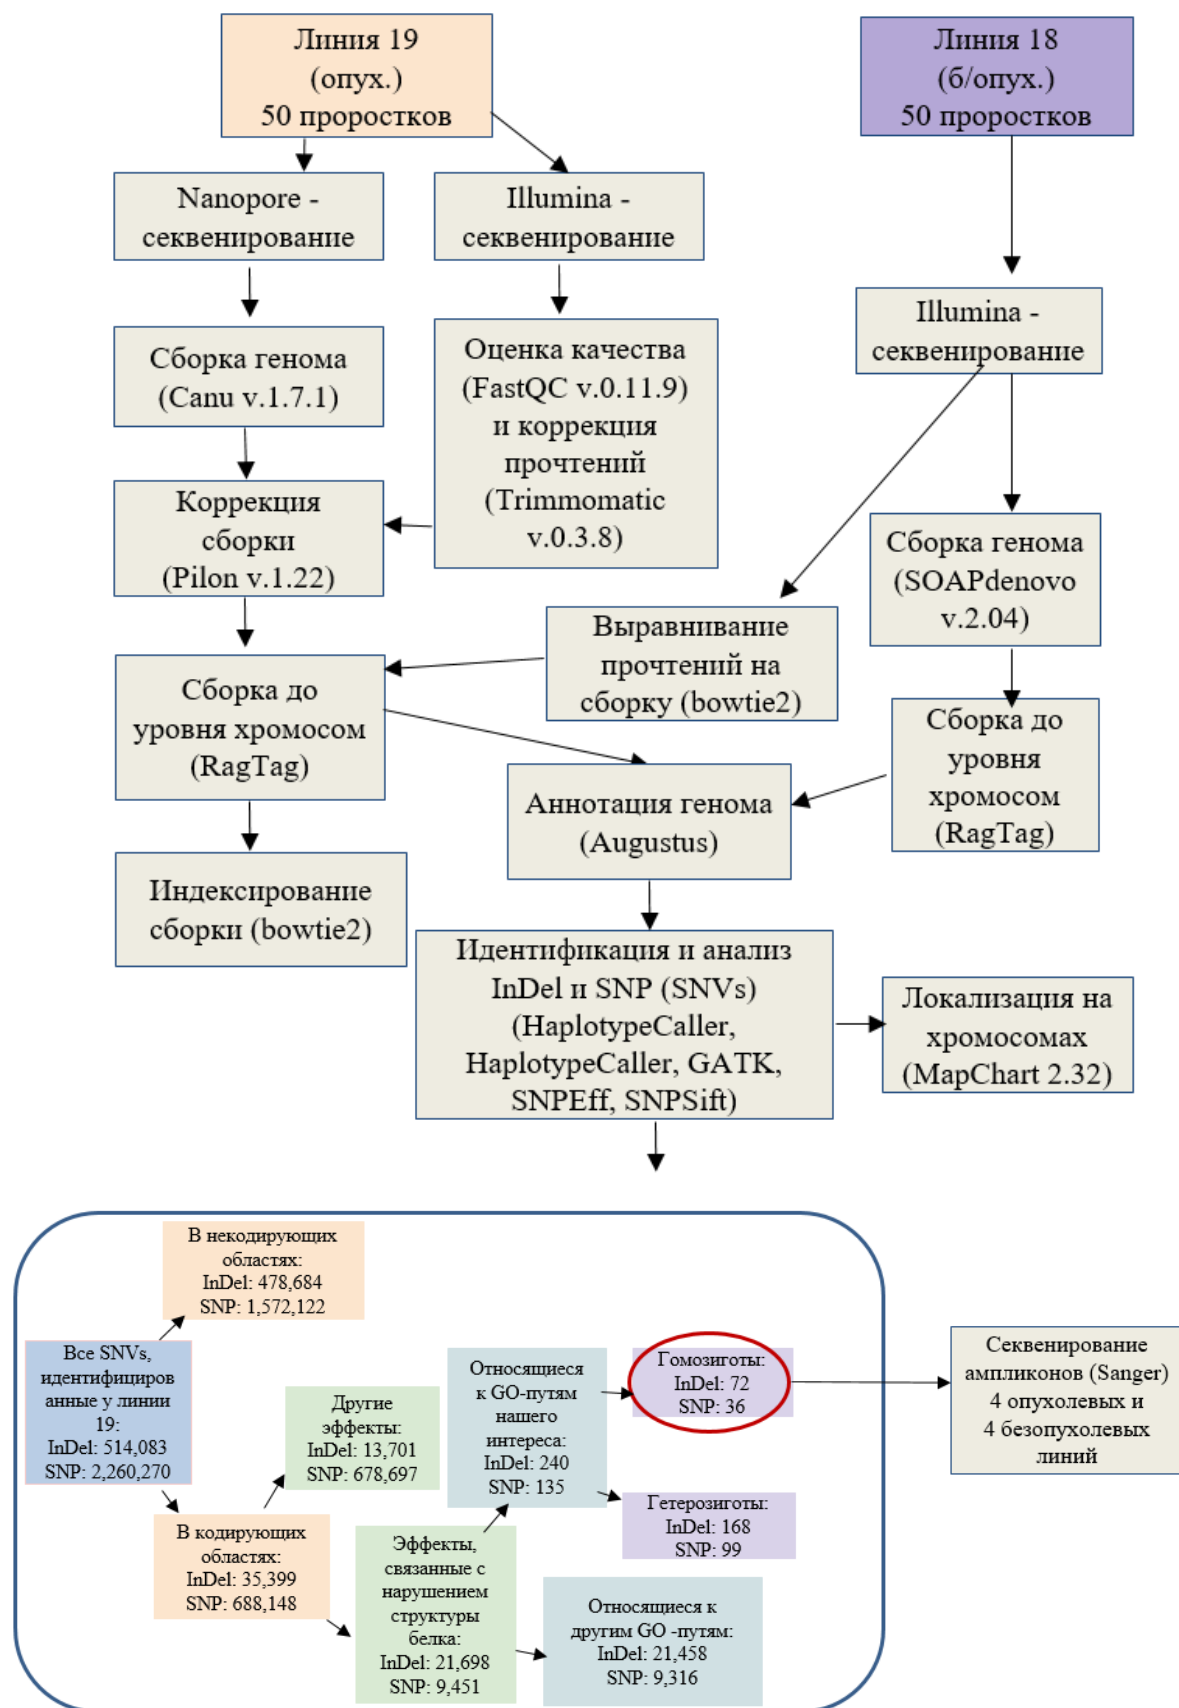 Линия 19
(опух.)
50 проростков
Линия 18
(б/опух.)
50 проростков
Nanopore -
секвенирование
Illumina -
секвенирование
Illumina -
секвенирование
Сборка генома
(Canu v.1.7.1)
Оценка качества
(FastQC v.0.11.9)
и коррекция
прочтений
(Trimmomatic
v.0.3.8)
Коррекция
сборки
(Pilon v.1.22)
Сборка генома
(SOAPdenovo
v.2.04)
Выравнивание
прочтений на
сборку (bowtie2)
Сборка до
уровня хромосом
(RagTag)
Сборка до
уровня
хромосом
(RagTag)
Аннотация генома
(Augustus)
Индексирование
сборки (bowtie2)
Идентификация и анализ
InDel и SNP (SNVs)
(HaplotypeCaller,
HaplotypeCaller, GATK,
SNPEff, SNPSift)
Локализация на
хромосомах
(MapChart 2.32)
В некодирующих
областях:
InDel: 478,684
SNP: 1,572,122
Все SNVs,
идентифициров
анные у линии
19:
InDel: 514,083
SNP: 2,260,270
Другие
эффекты:
InDel: 13,701
SNP: 678,697
Относящиеся
к GO-путям
нашего
интереса:
InDel: 240
SNP: 135
Гомозиготы:
InDel: 72
SNP: 36
Секвенирование
ампликонов (Sanger)
4 опухолевых и
4 безопухолевых
линий
Гетерозиготы:
InDel: 168
SNP: 99
В кодирующих
областях:
InDel: 35,399
SNP: 688,148
Эффекты,
связанные с
нарушением
структуры
белка:
InDel: 21,698
SNP: 9,451
Относящиеся к
другим GO -путям:
InDel: 21,458
SNP: 9,316